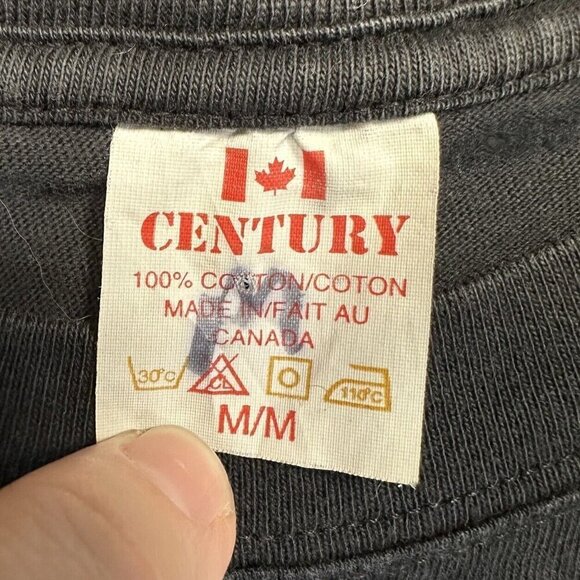 CENTURY
100% COTTON/COTON
MADE IN/FAIT AU
CANADA
30°C CL 110°C
M/M